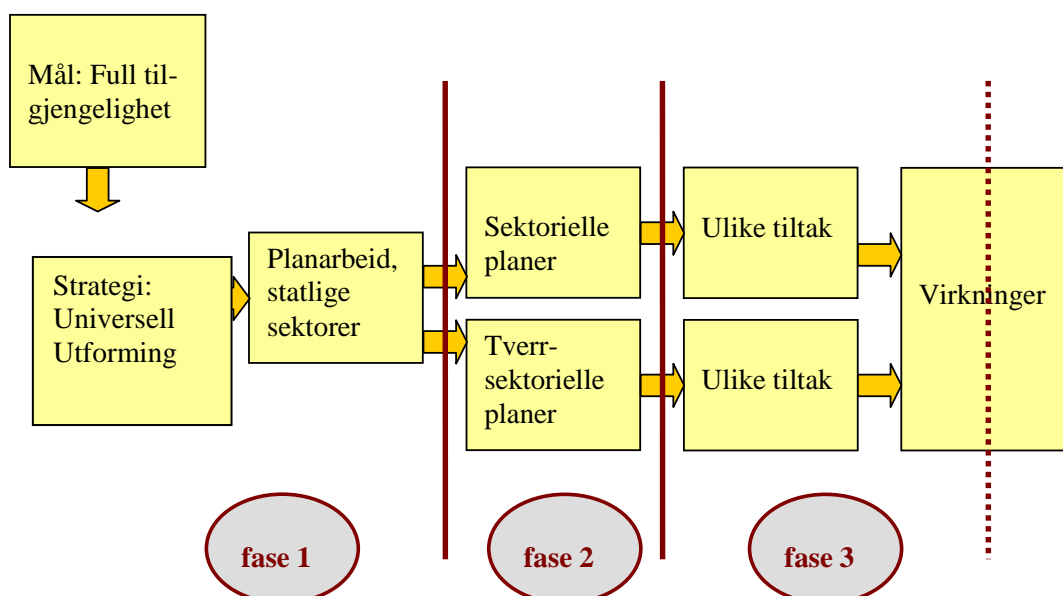 Mål: Full til-
gjengelighet
Strategi:
Universell
Utforming
Planarbeid,
statlige
sektorer
Sektorielle
planer
Tverr-
sektorielle
planer
Ulike tiltak
Ulike tiltak
Virkninger
fase 1
fase 2
fase 3